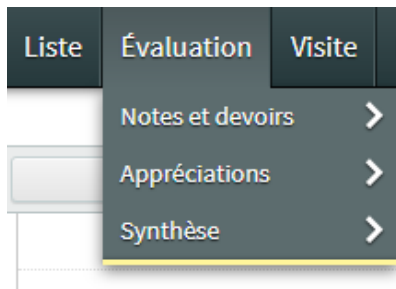 Liste Évaluation Visite
Notes et devoirs
Appréciations
Synthèse